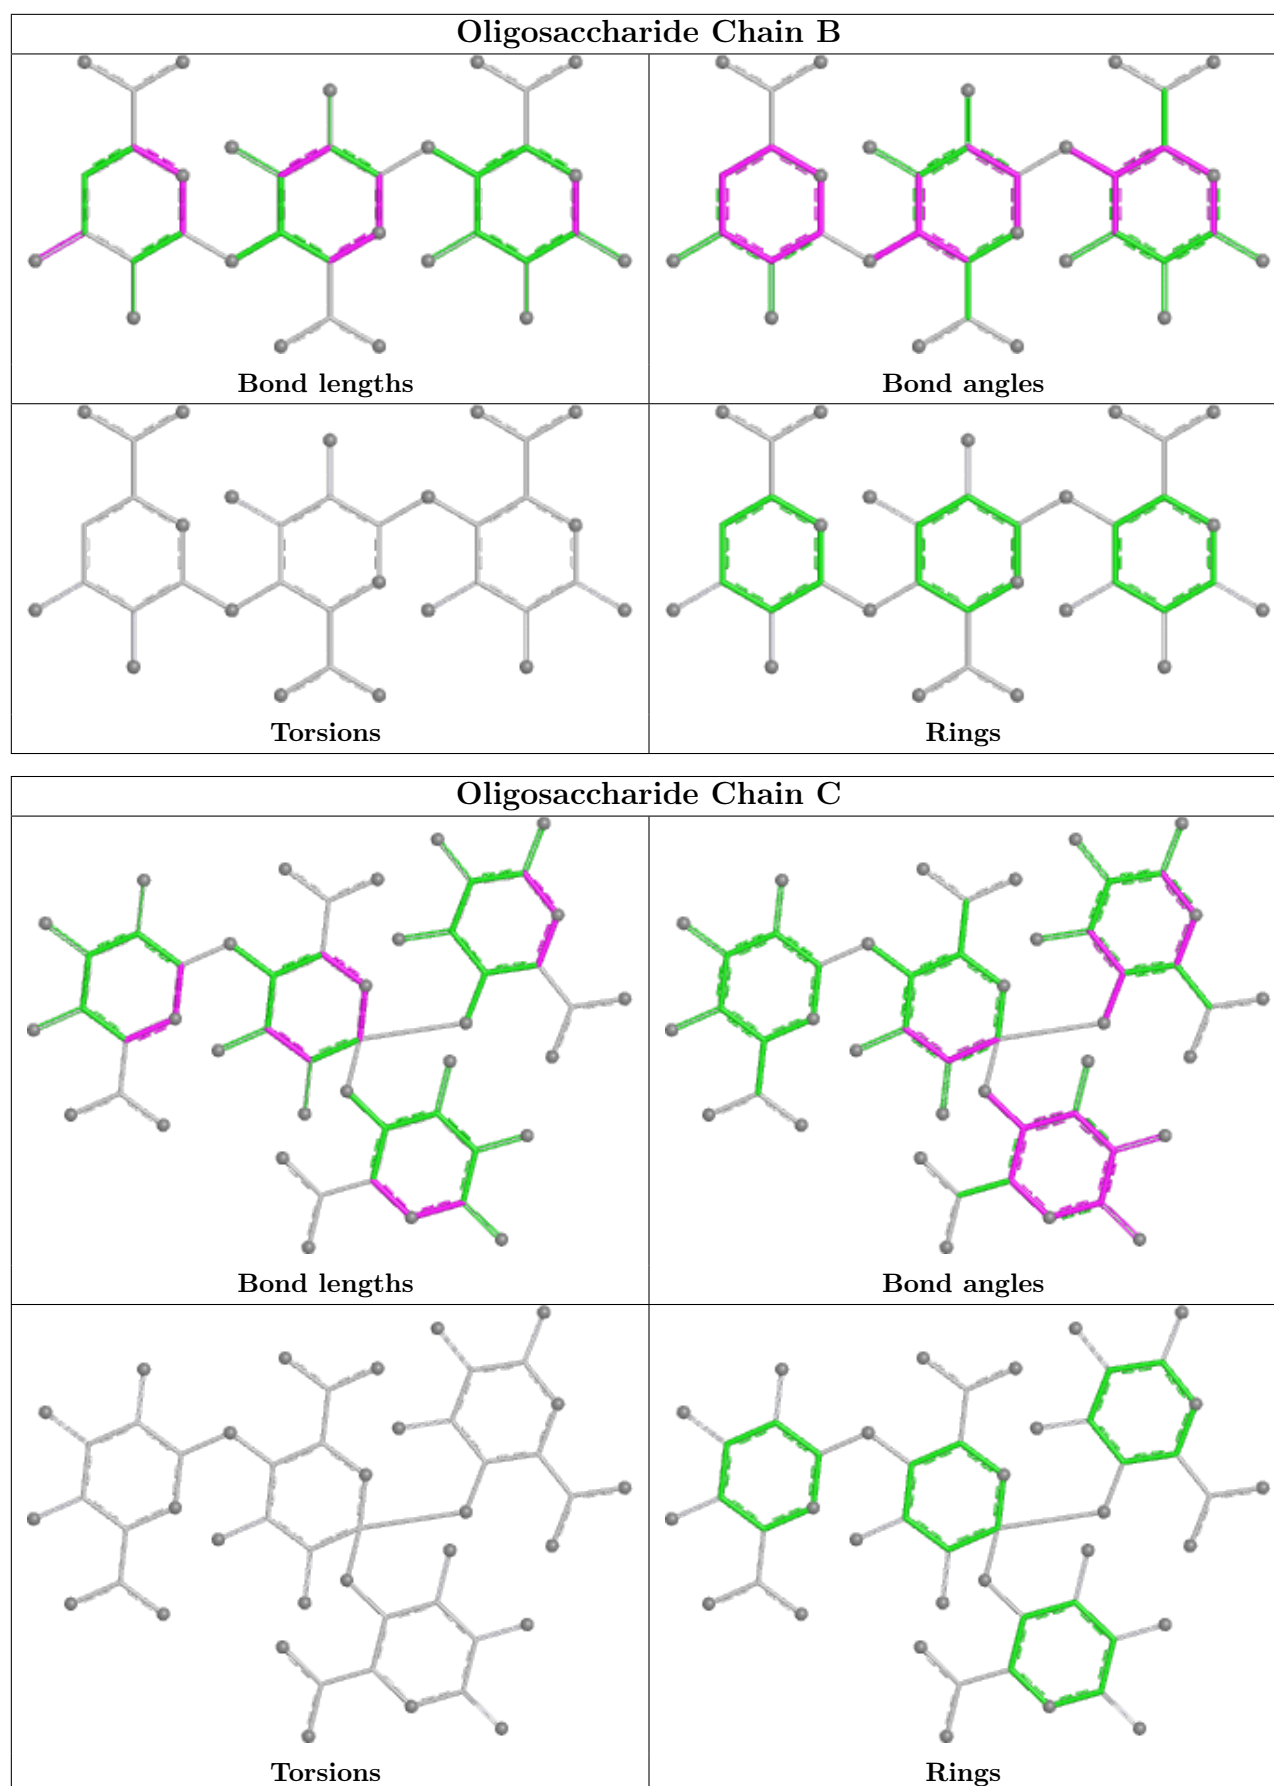 Oligosaccharide Chain B
Bond lengths
Bond angles
Torsions
Rings
Oligosaccharide Chain C
Bond lengths
Bond angles
Torsions
Rings